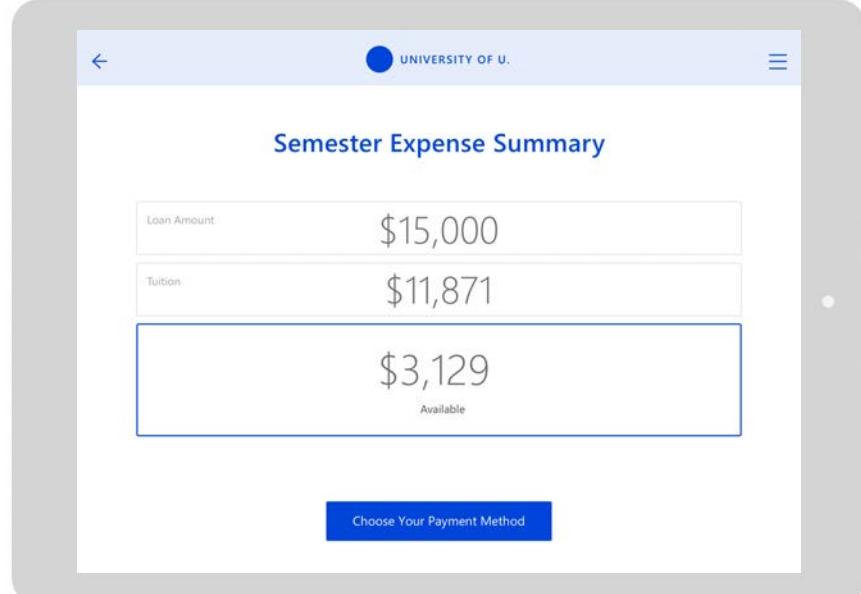 UNIVERSITY OF U.
Semester Expense Summary
Loan Amount
$15,000
Tuition
$11,871
$3,129
Available
Choose Your Payment Method